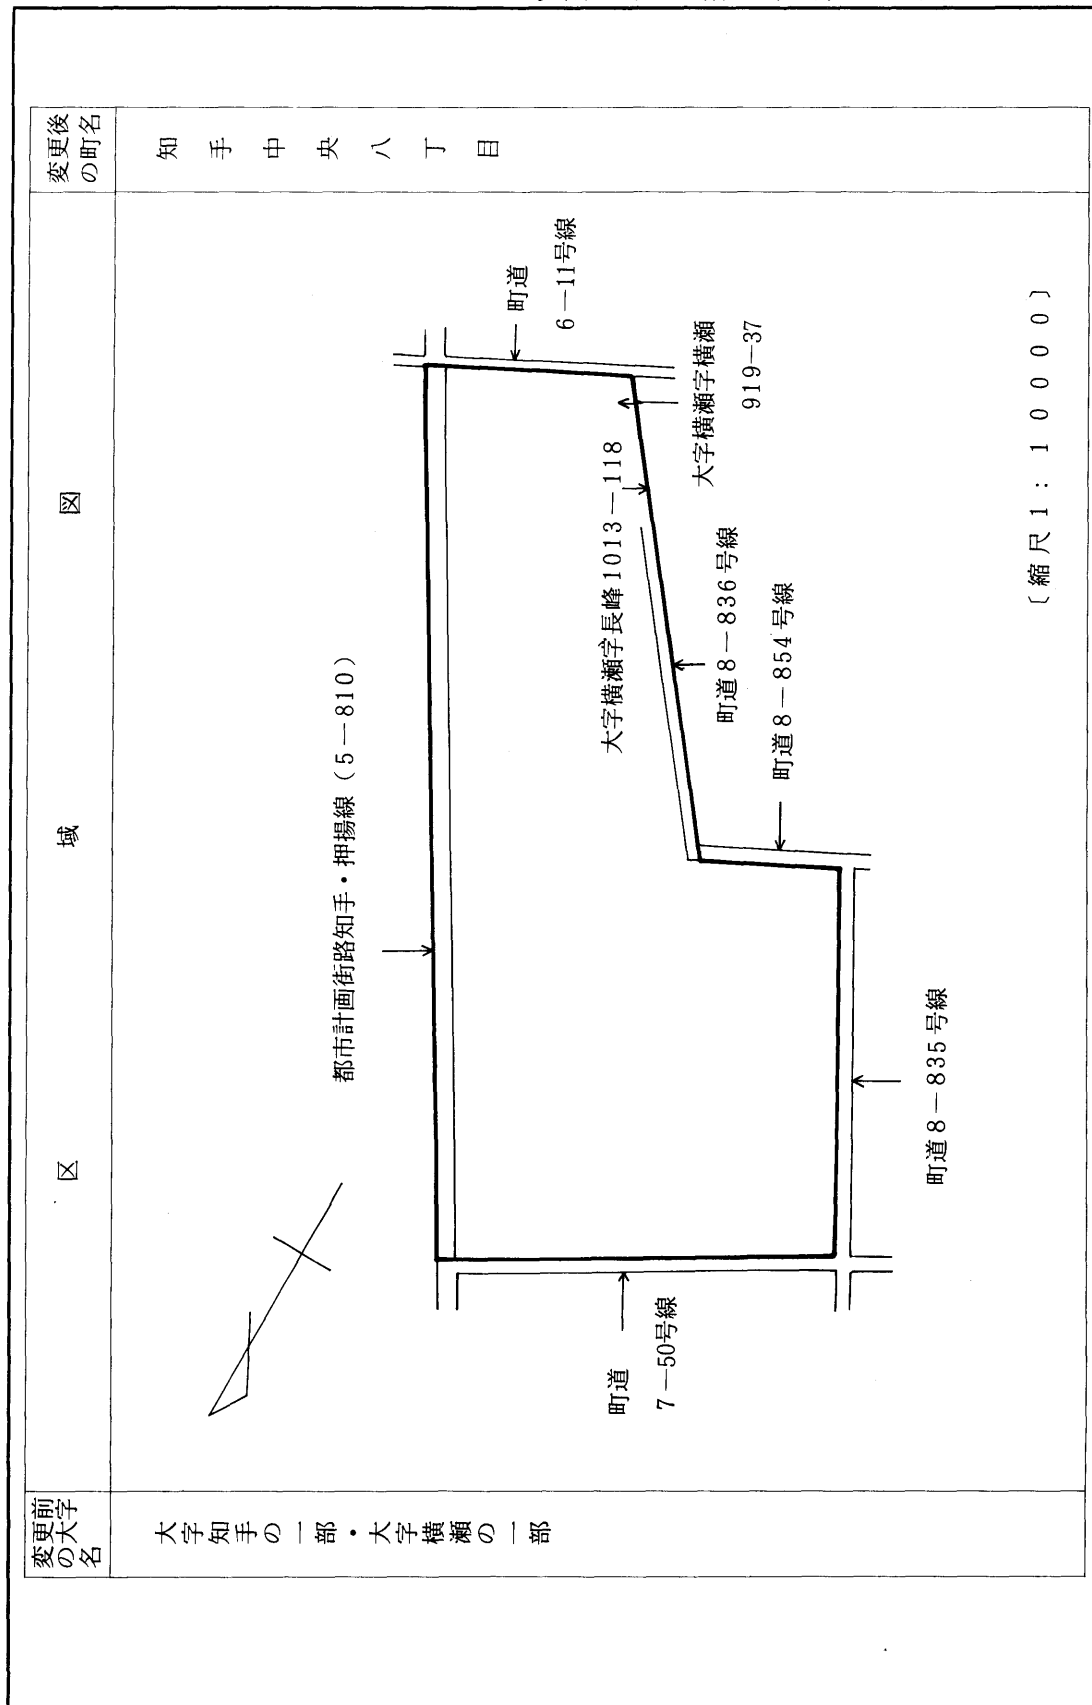 変更前
の大字
名
大字知手の一部・大字横瀬の一部
区域図
都市計画街路知手・押揚線（5—810）
町道
7—50号線
町道
6—11号線
大字横瀬字横瀬
919—37
大字横瀬字長峰1013—118
町道8—836号線
町道8—854号線
町道8—835号線
〔縮尺1：10000〕
変更後
の町名
知手中央八丁目